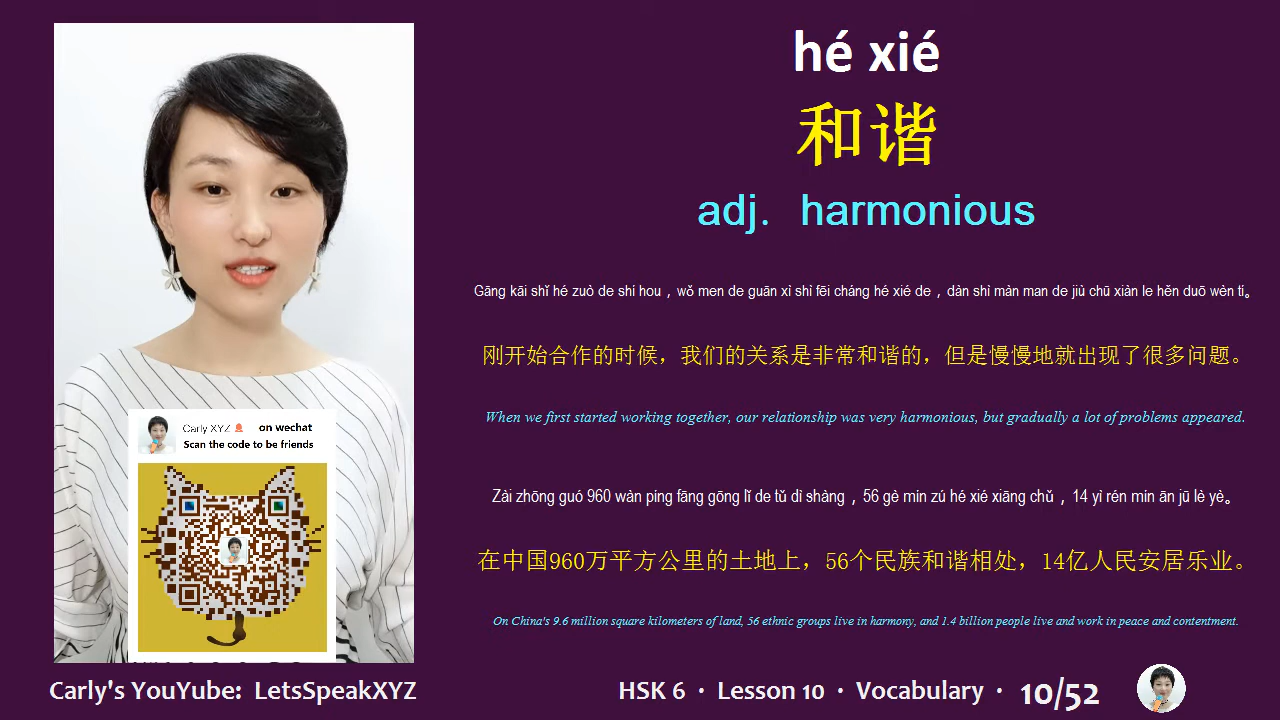 hé xié
和谐
adj. harmonious
Gāng kāi shǐ hé zuò de shí hou，wǒ men de guān xi shì fēi cháng hé xié de，dàn shì màn man de jiù chū xiàn le hěn duō wèn tí。
刚开始合作的时候，我们的关系是非常和谐的，但是慢慢地就出现了很多问题。
When we first started working together, our relationship was very harmonious, but gradually a lot of problems appeared.
Zài zhōng guó 960 wàn píng fāng gōng lǐ de tǔ dì shàng，56 gè mín zú hé xié xiāng chǔ，14 yì rén mín ān jū lè yè。
在中国960万平方公里的土地上，56个民族和谐相处，14亿人民安居乐业。
On China's 9.6 million square kilometers of land, 56 ethnic groups live in harmony, and 1.4 billion people live and work in peace and contentment.
Carly XYZ on wechat
Scan the code to be friends
Carly's YouYube: LetsSpeakXYZ
HSK 6 · Lesson 10 · Vocabulary · 10/52